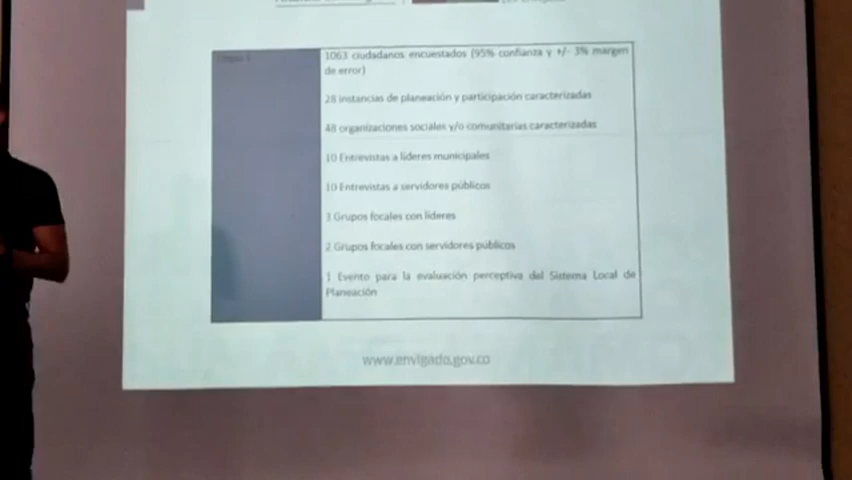 1063 ciudadanos encuestados (95% confianta y +/- 3% margen
de error)
28 instancias de planeación y participación caracterizadas
48 organizaciones sociales y/o comunitarias caracterizadas
10 Entrevistas a líderes municipales
10 Entrevistas a servidores públicos
3 Grupos focales con líderes
2 Grupos focales con servidores públicos
1 Evento para la evaluación perceptiva del Sistema Local de
Planeación
www.envigado.gov.co